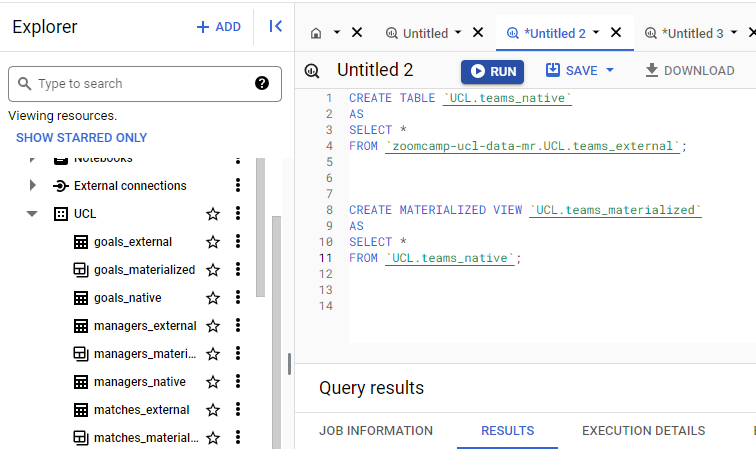 Explorer
+ ADD
Type to search
Viewing resources.
SHOW STARRED ONLY
Notebooks
External connections
UCL
goals_external
goals_materialized
goals_native
managers_external
managers_materi...
managers_native
matches_external
matches_material...
Untitled
*Untitled 2
*Untitled 3
Untitled 2
RUN
SAVE
DOWNLOAD
1 CREATE TABLE `UCL.teams_native`
2 AS
3 SELECT *
4 FROM `zoomcamp-ucl-data-mr.UCL.teams_external`;
5
6
7
8 CREATE MATERIALIZED VIEW `UCL.teams_materialized`
9 AS
10 SELECT *
11 FROM `UCL.teams_native`;
12
13
14
Query results
JOB INFORMATION
RESULTS
EXECUTION DETAILS